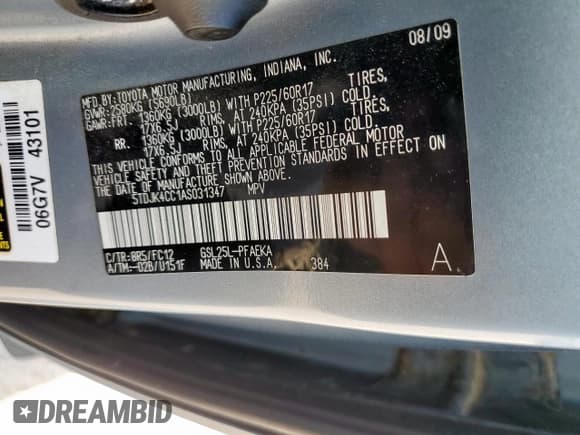 08/09
MFD.BY:TOYOTA MOTOR MANUFACTURING, INDIANA, INC.
GVWR:2580KG (5690LB)
GAWR:FRT. 1360KG (3000LB) WITH P225/60R17 TIRES,
17X6.5J RIMS, AT 240KPA (35PSI) COLD.
RR. 1360KG (3000LB) WITH P225/60R17 TIRES,
17X6.5J RIMS, AT 240KPA (35PSI) COLD.
THIS VEHICLE CONFORMS TO ALL APPLICABLE FEDERAL MOTOR
VEHICLE SAFETY AND THEFT PREVENTION STANDARDS IN EFFECT ON
THE DATE OF MANUFACTURE SHOWN ABOVE.
5TDJK4CC1AS031347 MPV
C/TR:8R5/FC12 GSL25L-PFAEKA
A/TM:-02B/U151F MADE IN U.S.A. 384
A
06G7V 43101
DREAMBID